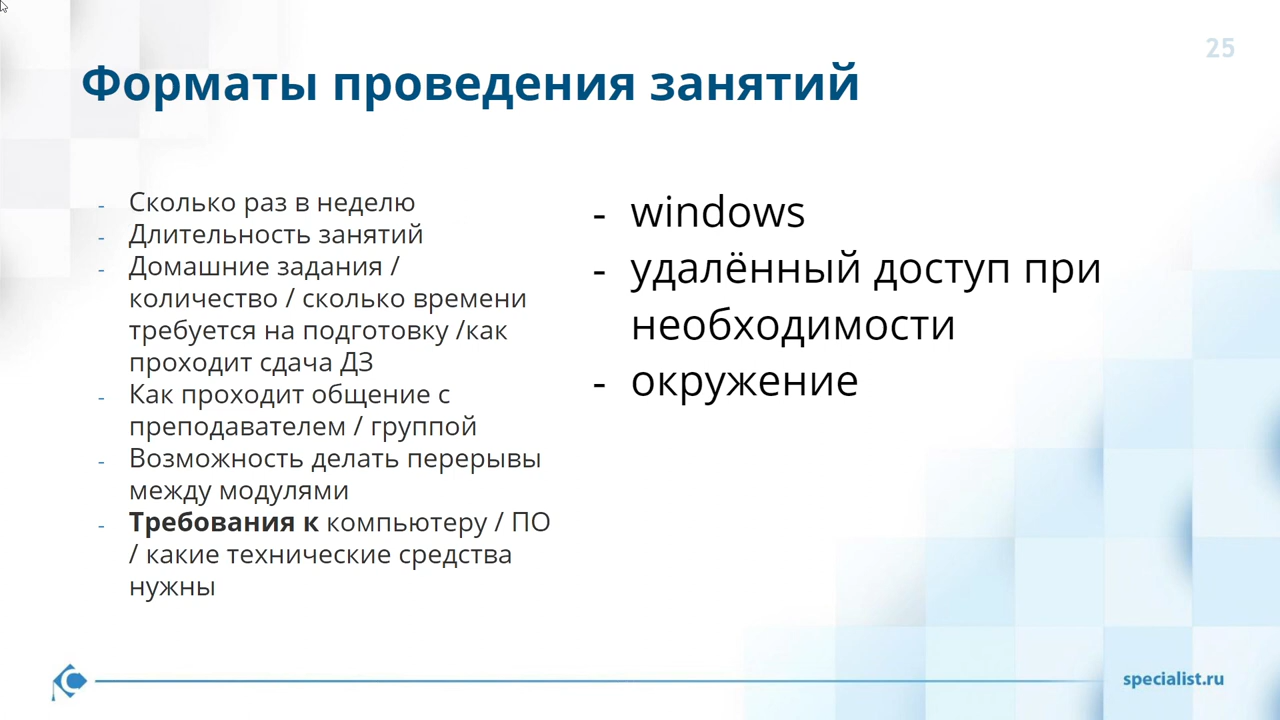 25
Форматы проведения занятий
- Сколько раз в неделю
- Длительность занятий
- Домашние задания /
количество / сколько времени
требуется на подготовку /как
проходит сдача ДЗ
- Как проходит общение с
преподавателем / группой
- Возможность делать перерывы
между модулями
- Требования к компьютеру / ПО
/ какие технические средства
нужны
- windows
- удалённый доступ при
необходимости
- окружение
specialist.ru